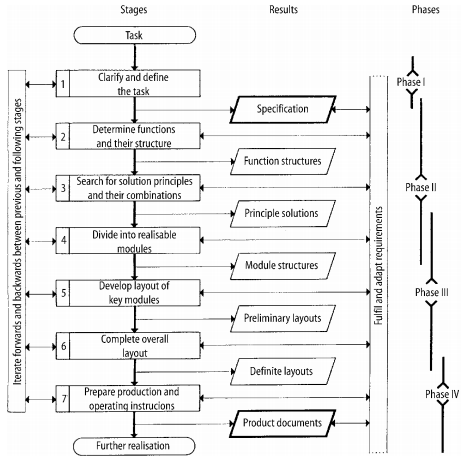 Stages Results Phases
Task
1 Clarify and define
the task
Phase I
Specification
2 Determine functions
and their structure
Function structures
3 Search for solution principles
and their combinations
Phase II
Principle solutions
4 Divide into realisable
modules
Module structures
5 Develop layout of
key modules
Phase III
Preliminary layouts
6 Complete overall
layout
Definite layouts
7 Prepare production and
operating instrucions
Phase IV
Product documents
Further realisation
Iterate forwards and backwards between previous and following stages
Fulfil and adapt requirements